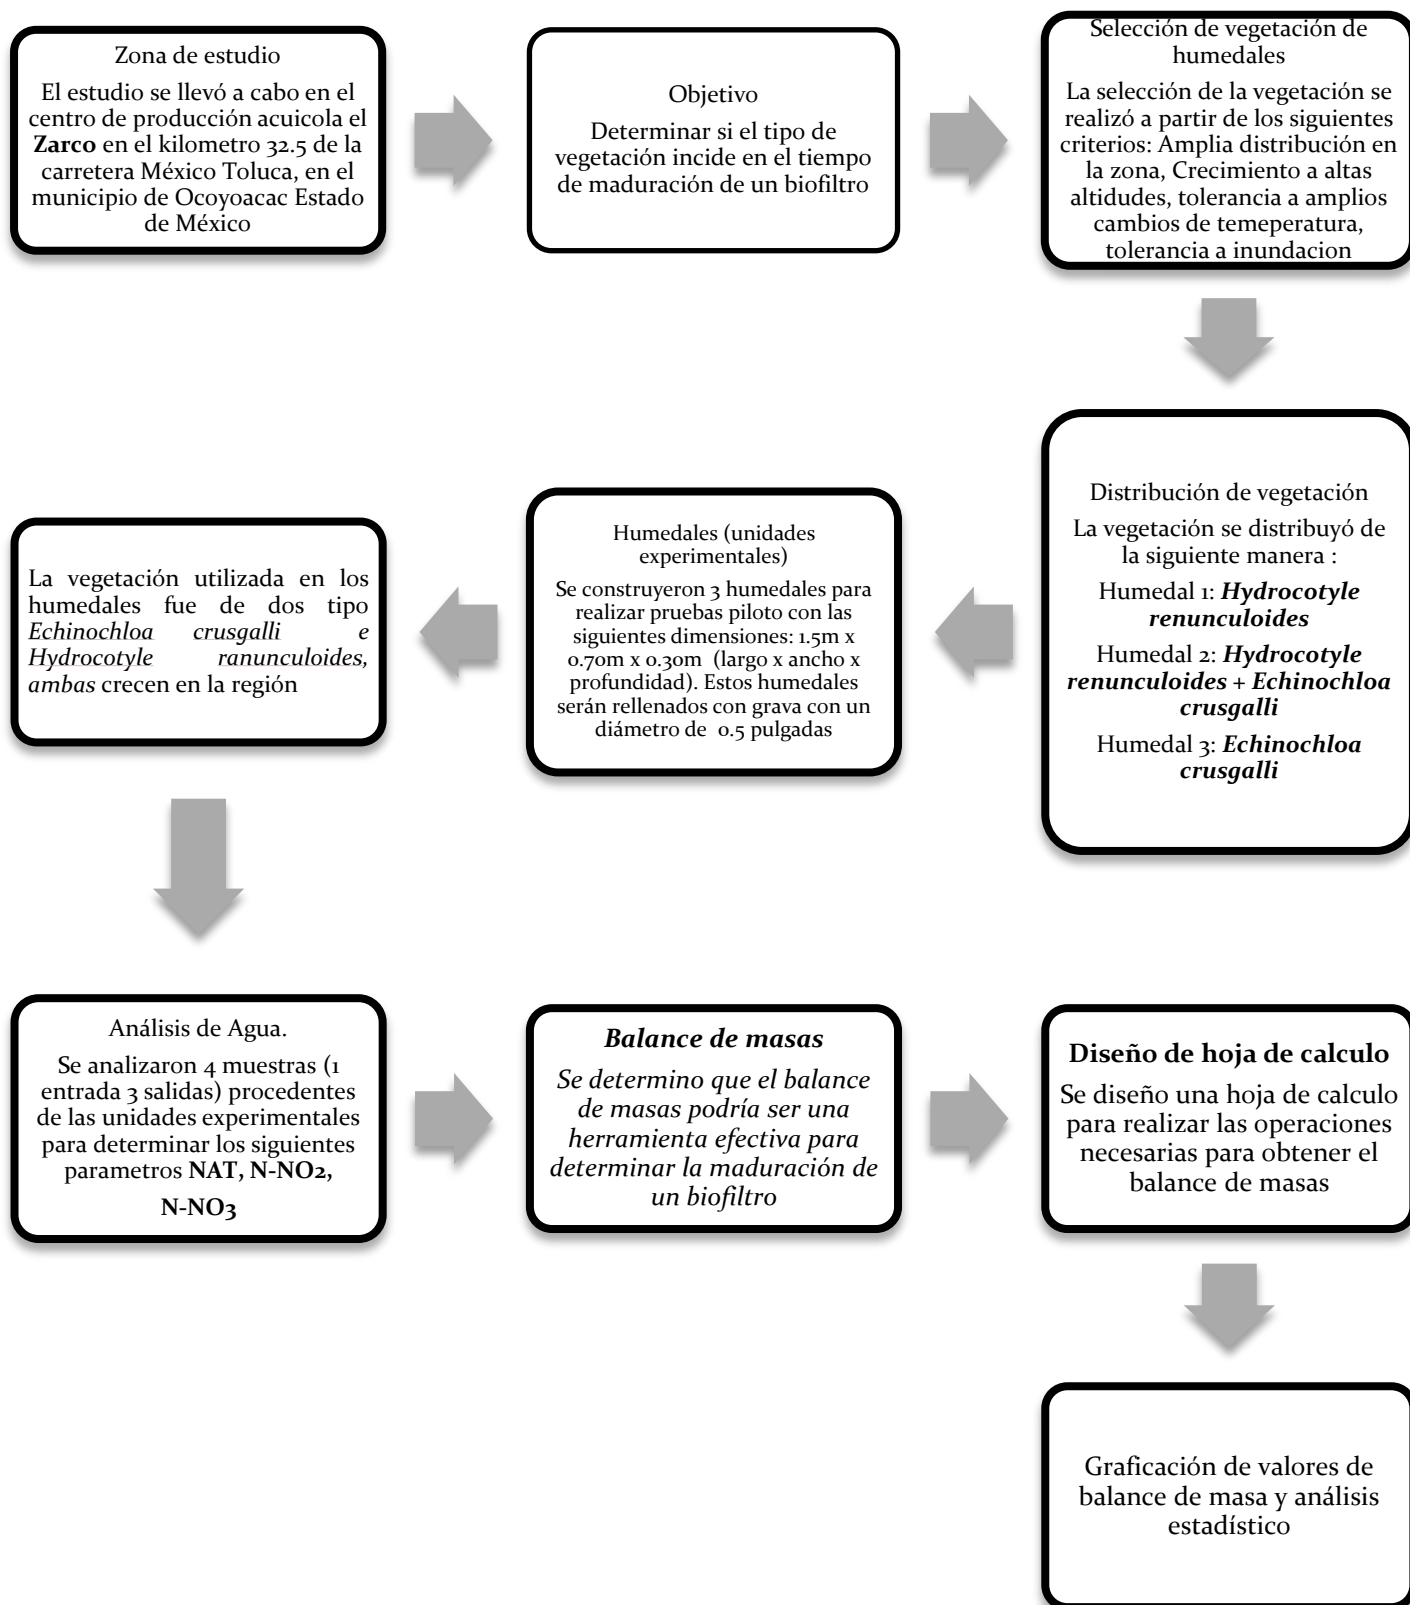 Zona de estudio
El estudio se llevó a cabo en el
centro de producción acuicola el
Zarco en el kilometro 32.5 de la
carretera México Toluca, en el
municipio de Ocoyoacac Estado
de México
Objetivo
Determinar si el tipo de
vegetación incide en el tiempo
de maduración de un biofiltro
Selección de vegetación de
humedales
La selección de la vegetación se
realizó a partir de los siguientes
criterios: Amplia distribución en
la zona, Crecimiento a altas
altidudes, tolerancia a amplios
cambios de temeperatura,
tolerancia a inundacion
Distribución de vegetación
La vegetación se distribuyó de
la siguiente manera :
Humedal 1: Hydrocotyle
renunculoides
Humedal 2: Hydrocotyle
renunculoides + Echinochloa
crusgalli
Humedal 3: Echinochloa
crusgalli
Humedales (unidades
experimentales)
Se construyeron 3 humedales para
realizar pruebas piloto con las
siguientes dimensiones: 1.5m x
0.70m x 0.30m (largo x ancho x
profundidad). Estos humedales
serán rellenados con grava con un
diámetro de 0.5 pulgadas
La vegetación utilizada en los
humedales fue de dos tipo
Echinochloa crusgalli e
Hydrocotyle ranunculoides,
ambas crecen en la región
Análisis de Agua.
Se analizaron 4 muestras (1
entrada 3 salidas) procedentes
de las unidades experimentales
para determinar los siguientes
parametros NAT, N-NO2,
N-NO3
Balance de masas
Se determino que el balance
de masas podría ser una
herramienta efectiva para
determinar la maduración de
un biofiltro
Diseño de hoja de calculo
Se diseño una hoja de calculo
para realizar las operaciones
necesarias para obtener el
balance de masas
Graficación de valores de
balance de masa y análisis
estadístico